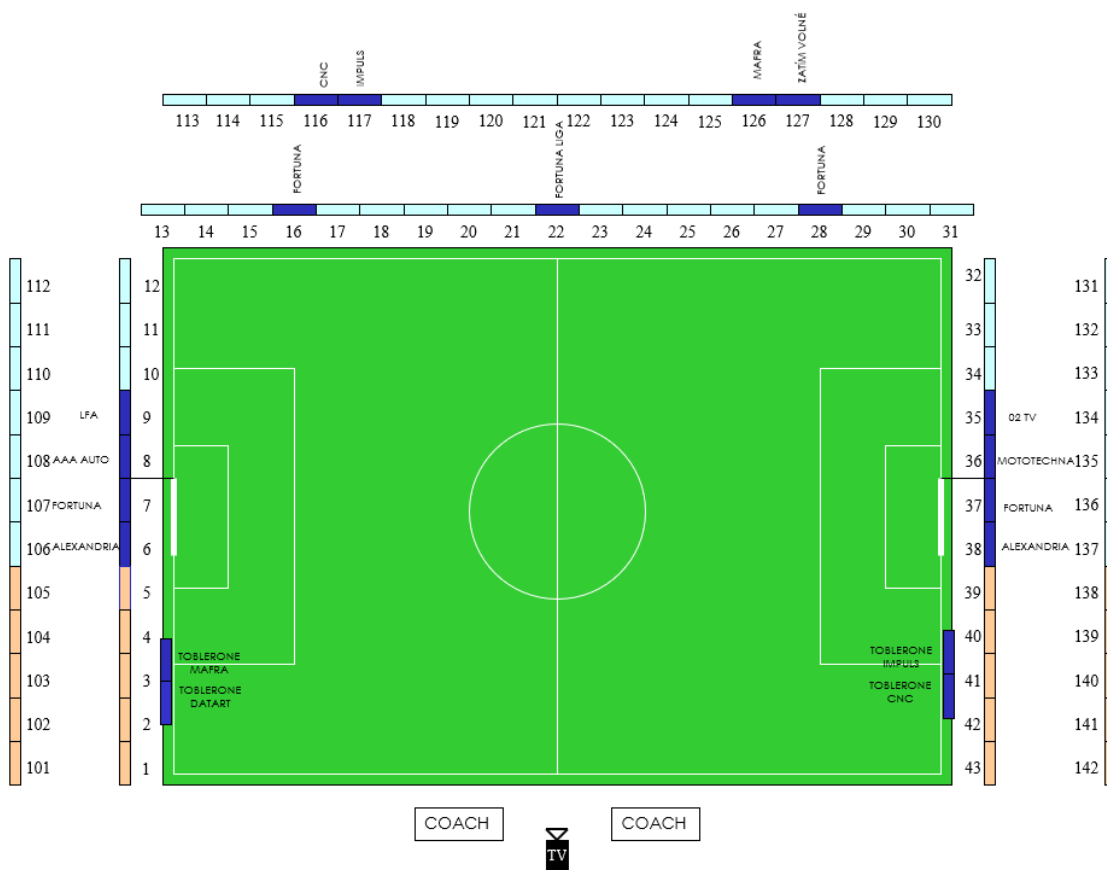 CNC
IMPULS
MAFRA
ZATÍM VOLNÉ
113 114 115 116 117 118 119 120 121 122 123 124 125 126 127 128 129 130
FORTUNA
FORTUNA LIGA
FORTUNA
13 14 15 16 17 18 19 20 21 22 23 24 25 26 27 28 29 30 31
112 12 32 131
111 11 33 132
110 10 34 133
109 LFA 9 35 02 TV 134
108 AAA AUTO 8 36 MOTOTECHNA 135
107 FORTUNA 7 37 FORTUNA 136
106 ALEXANDRIA 6 38 ALEXANDRIA 137
105 5 39 138
104 4 40 139
TOBLERONE
MAFRA
TOBLERONE
IMPULS
103 3 41 140
TOBLERONE
DATART
TOBLERONE
CNC
102 2 42 141
101 1 43 142
COACH COACH
TV